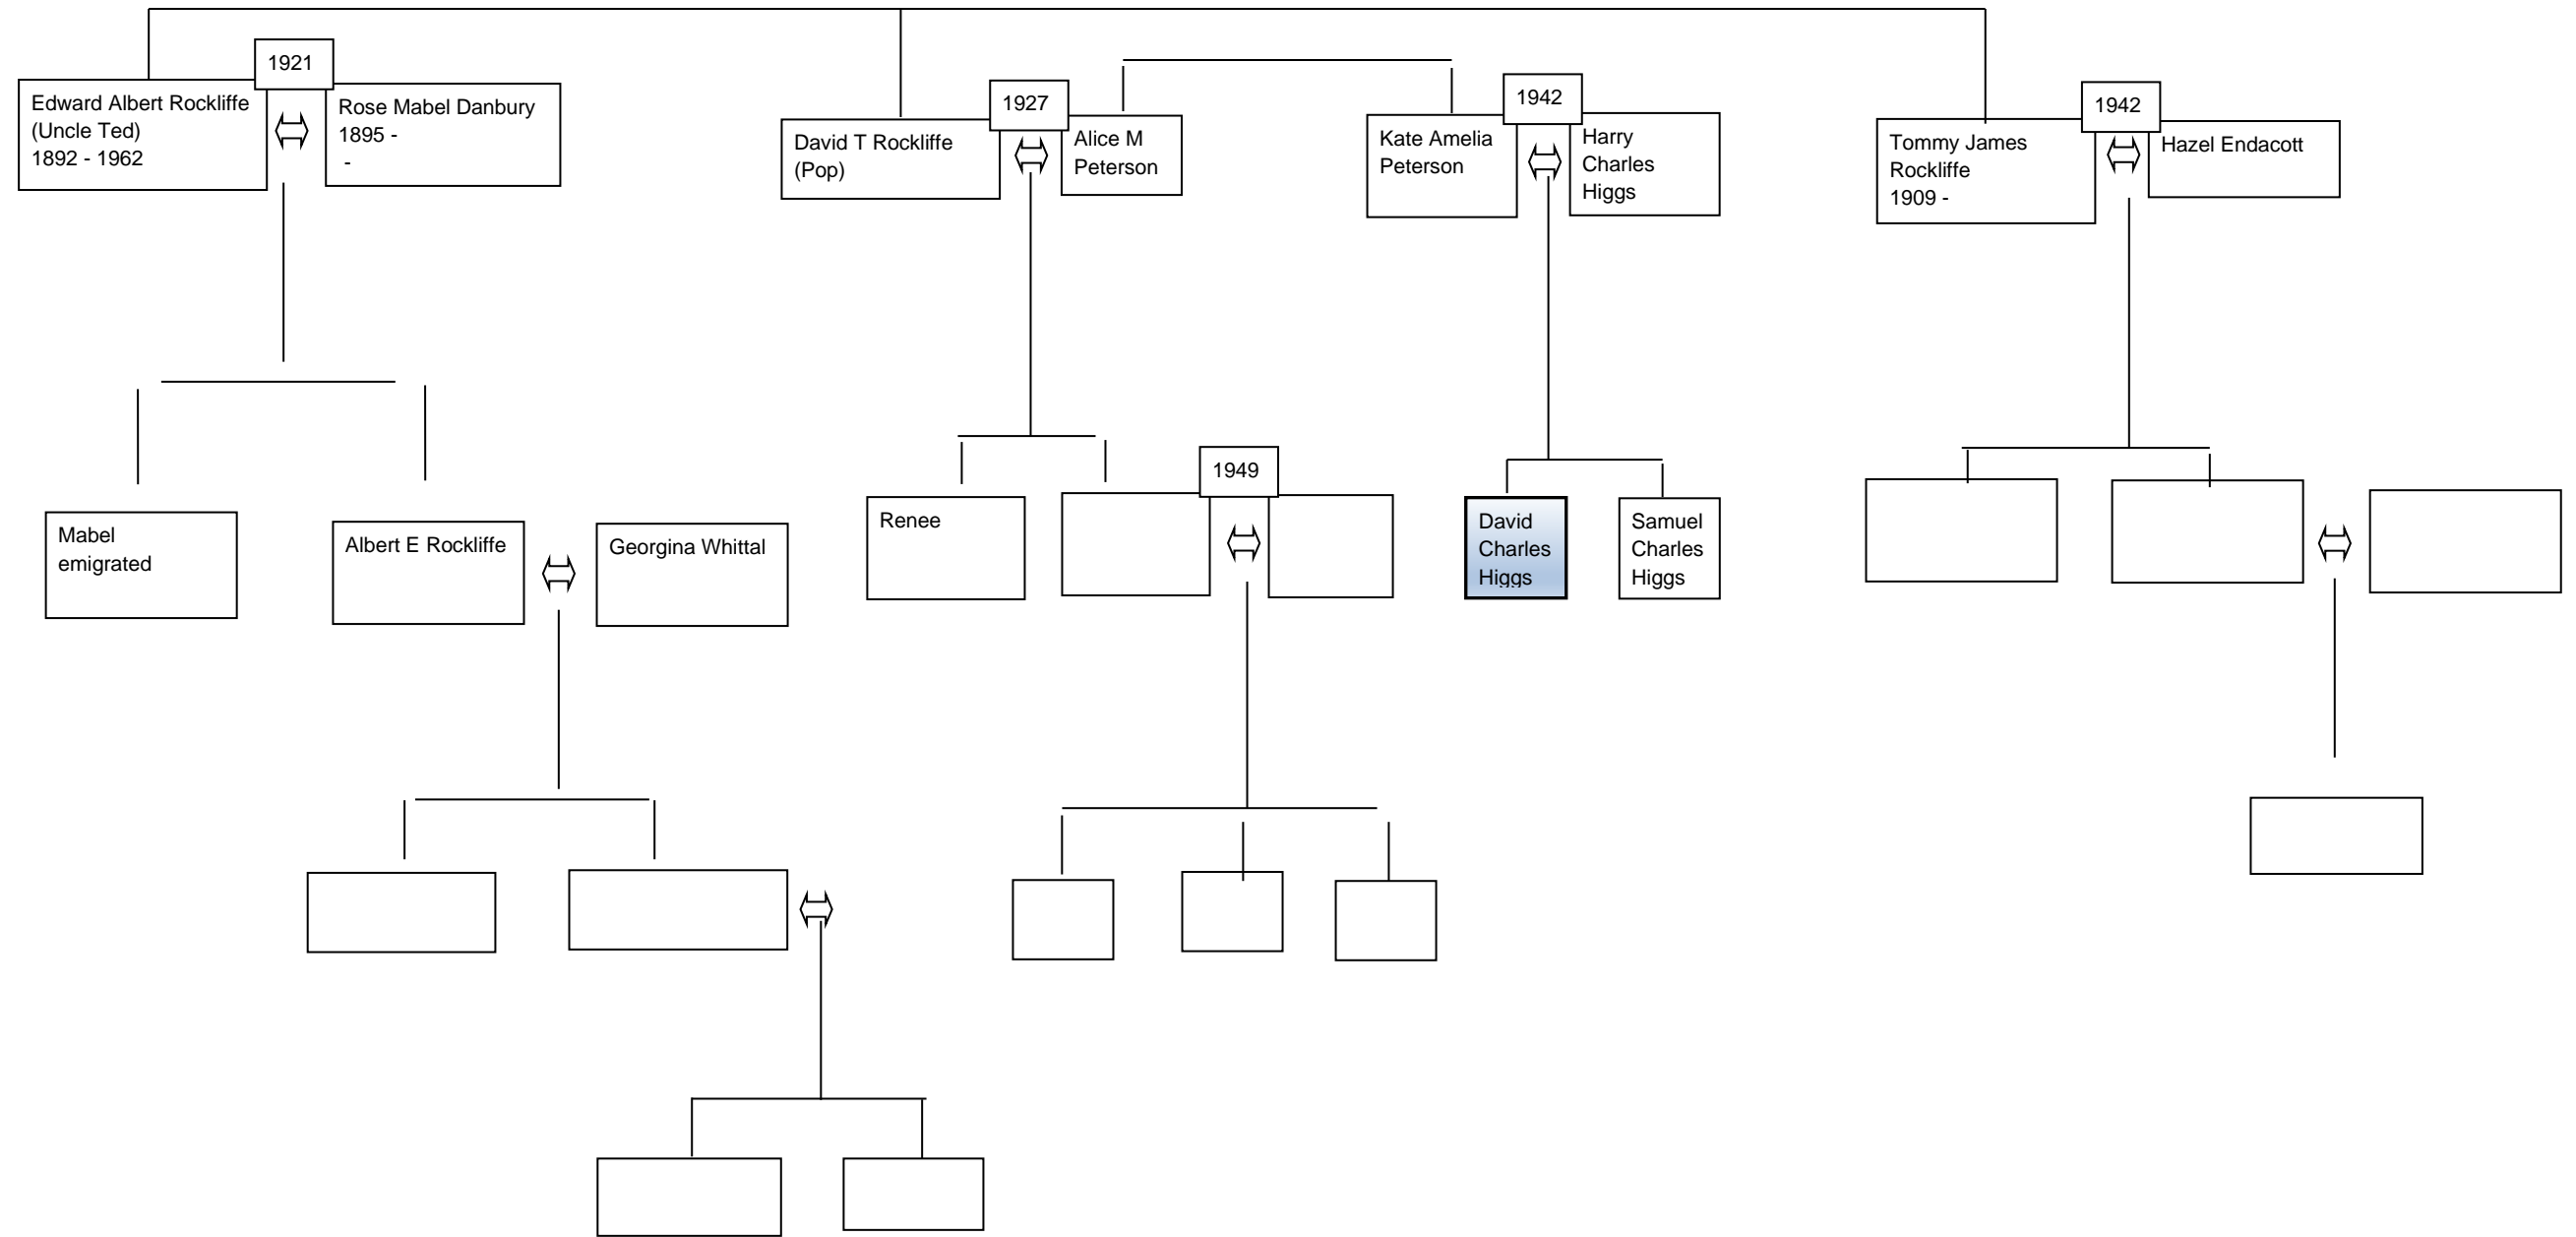 1921
Edward Albert Rockliffe
(Uncle Ted)
1892 - 1962
Rose Mabel Danbury
1895 -
-
1927
David T Rockliffe
(Pop)
Alice M
Peterson
1942
Kate Amelia
Peterson
Harry
Charles
Higgs
1942
Tommy James
Rockliffe
1909 -
Hazel Endacott
Mabel
emigrated
Albert E Rockliffe
Georgina Whittal
Renee
1949
David
Charles
Higgs
Samuel
Charles
Higgs